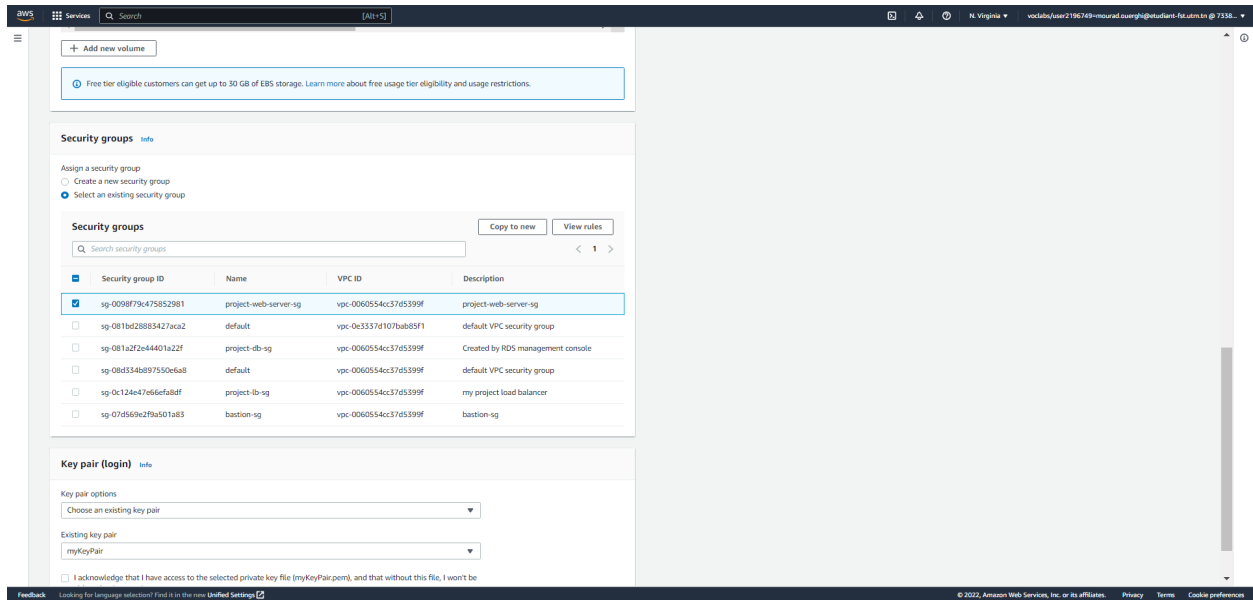 aws Services Search [Alt+S] N. Virginia ▼ voclabs/user2196749=mourad.ouerghi@etudiant-fst.utm.tn @ 7338... ▼
Add new volume
Free tier eligible customers can get up to 30 GB of EBS storage. Learn more about free usage tier eligibility and usage restrictions.
Security groups Info
Assign a security group
Create a new security group
Select an existing security group
Security groups Copy to new View rules
Search security groups < 1 >
Security group ID Name VPC ID Description
sg-0098f79c475852981 project-web-server-sg vpc-0060554cc37d5399f project-web-server-sg
sg-081bd28883427aca2 default vpc-0e3337d107bab85f1 default VPC security group
sg-081a2f2e44401a22f project-db-sg vpc-0060554cc37d5399f Created by RDS management console
sg-08d334b897550e6a8 default vpc-0060554cc37d5399f default VPC security group
sg-0c124e47e66efa8df project-lb-sg vpc-0060554cc37d5399f my project load balancer
sg-07d569e2f9a501a83 bastion-sg vpc-0060554cc37d5399f bastion-sg
Key pair (login) Info
Key pair options
Choose an existing key pair
Existing key pair
myKeyPair
I acknowledge that I have access to the selected private key file (myKeyPair.pem), and that without this file, I won't be
Feedback Looking for language selection? Find it in the new Unified Settings © 2022, Amazon Web Services, Inc. or its affiliates. Privacy Terms Cookie preferences